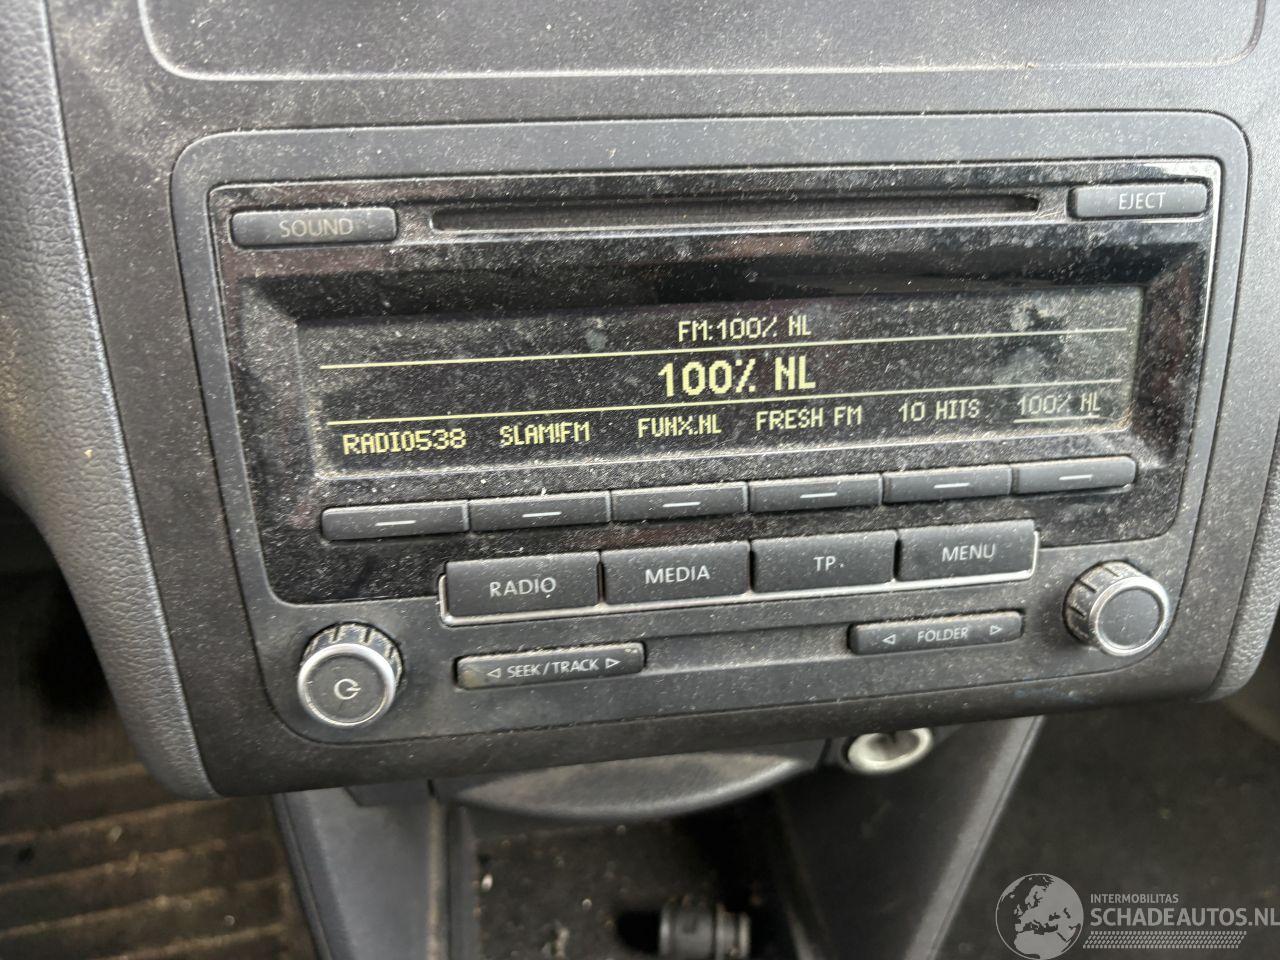 SOUND
EJECT
FM:100% NL
100% NL
RADIO538 SLAM!FM FUNX.NL FRESH FM 10 HITS 100% NL
RADIO MEDIA TP MENU
SEEK/TRACK FOLDER
INTERMOBILITAS
SCHADEAUTOS.NL